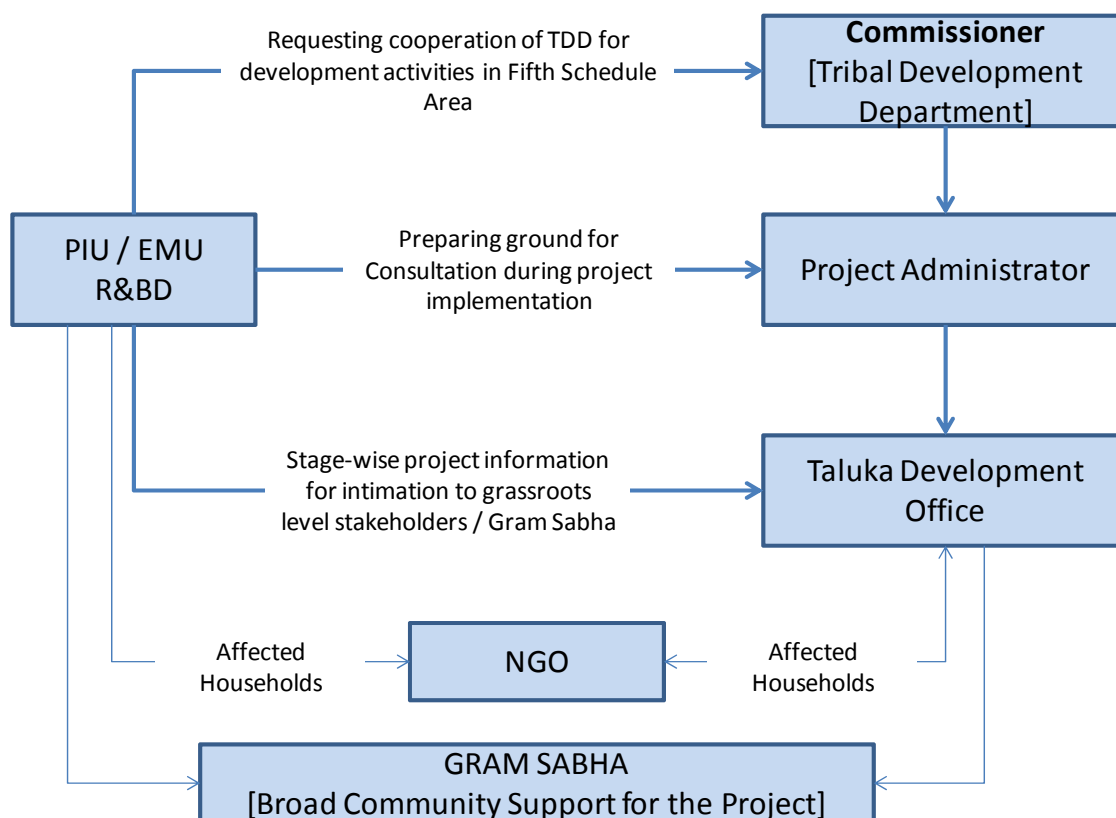 Requesting cooperation of TDD for
development activities in Fifth Schedule
Area
Commissioner
[Tribal Development
Department]
PIU / EMU
R&BD
Preparing ground for
Consultation during project
implementation
Project Administrator
Stage-wise project information
for intimation to grassroots
level stakeholders / Gram Sabha
Taluka Development
Office
Affected
Households
NGO
Affected
Households
GRAM SABHA
[Broad Community Support for the Project]